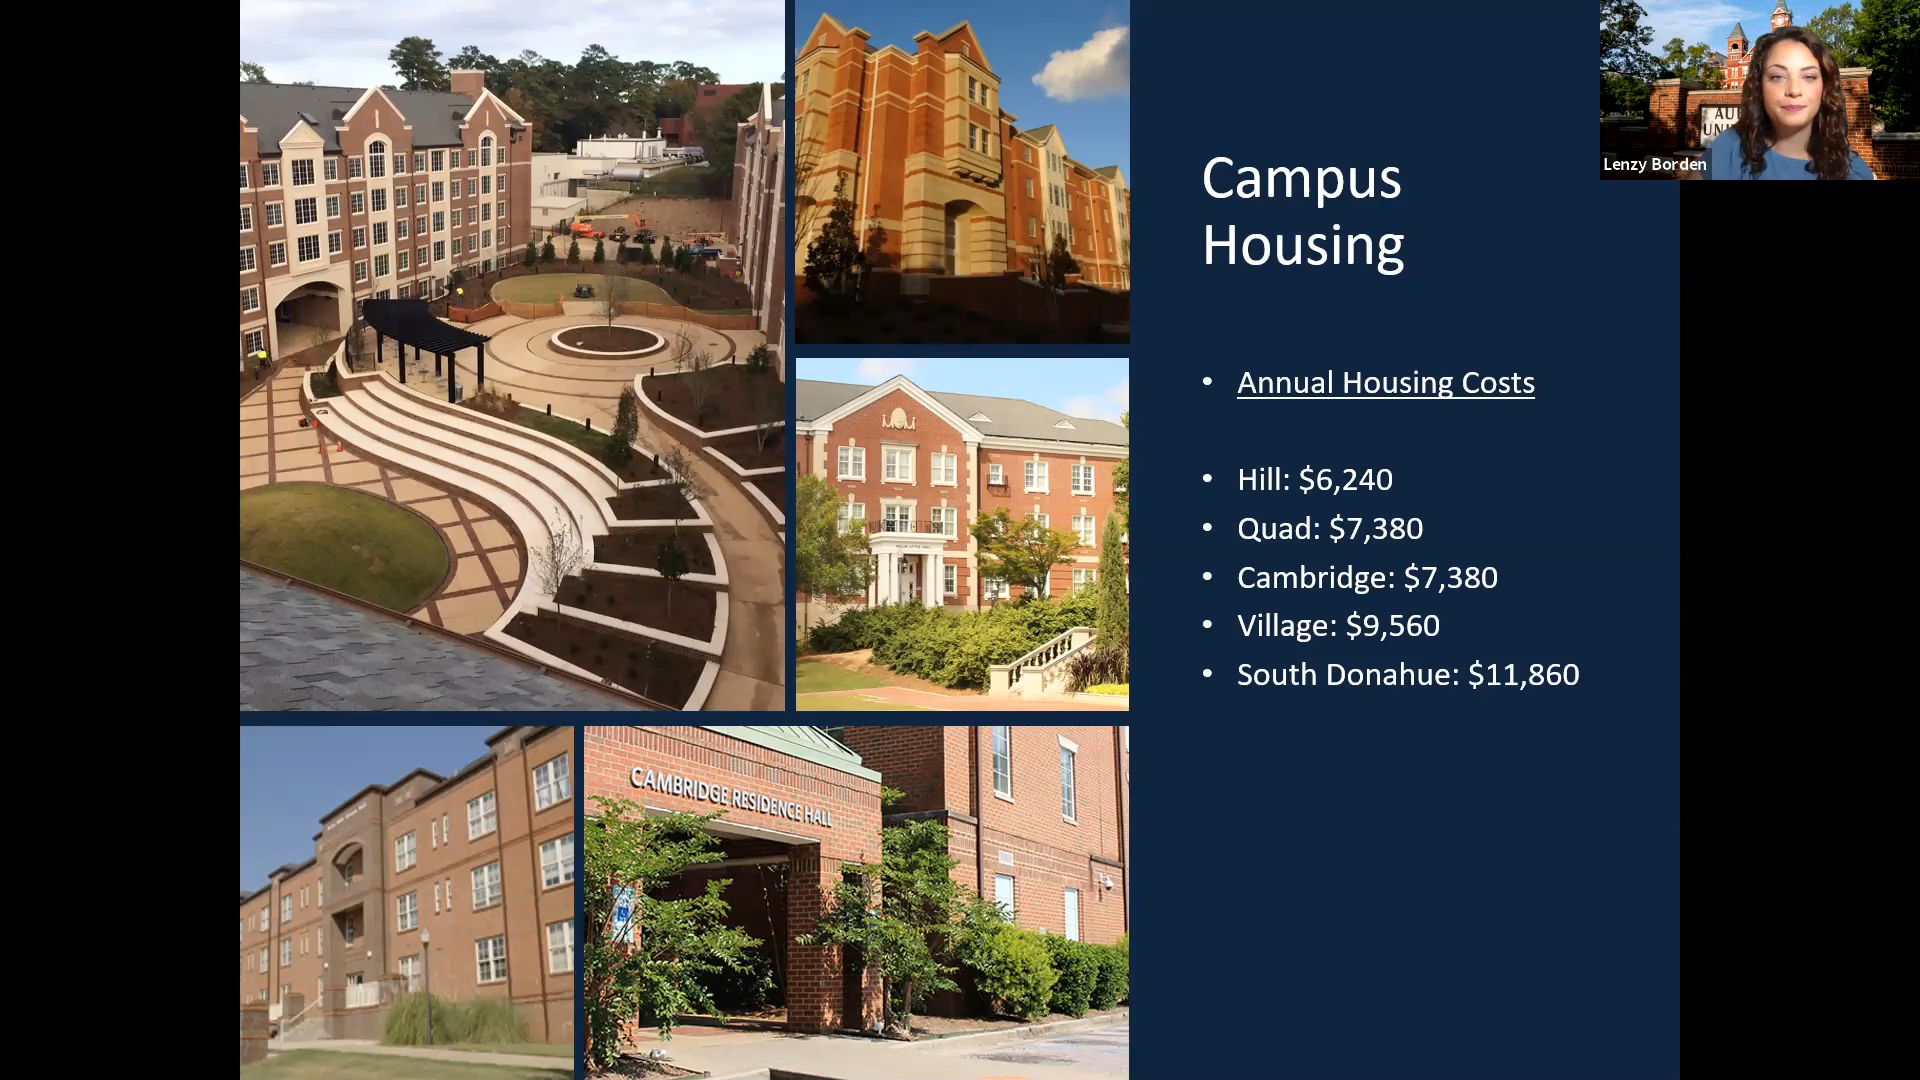 Campus
Housing
• Annual Housing Costs
• Hill: $6,240
• Quad: $7,380
• Cambridge: $7,380
• Village: $9,560
• South Donahue: $11,860
CAMBRIDGE RESIDENCE HALL
Lenzy Borden